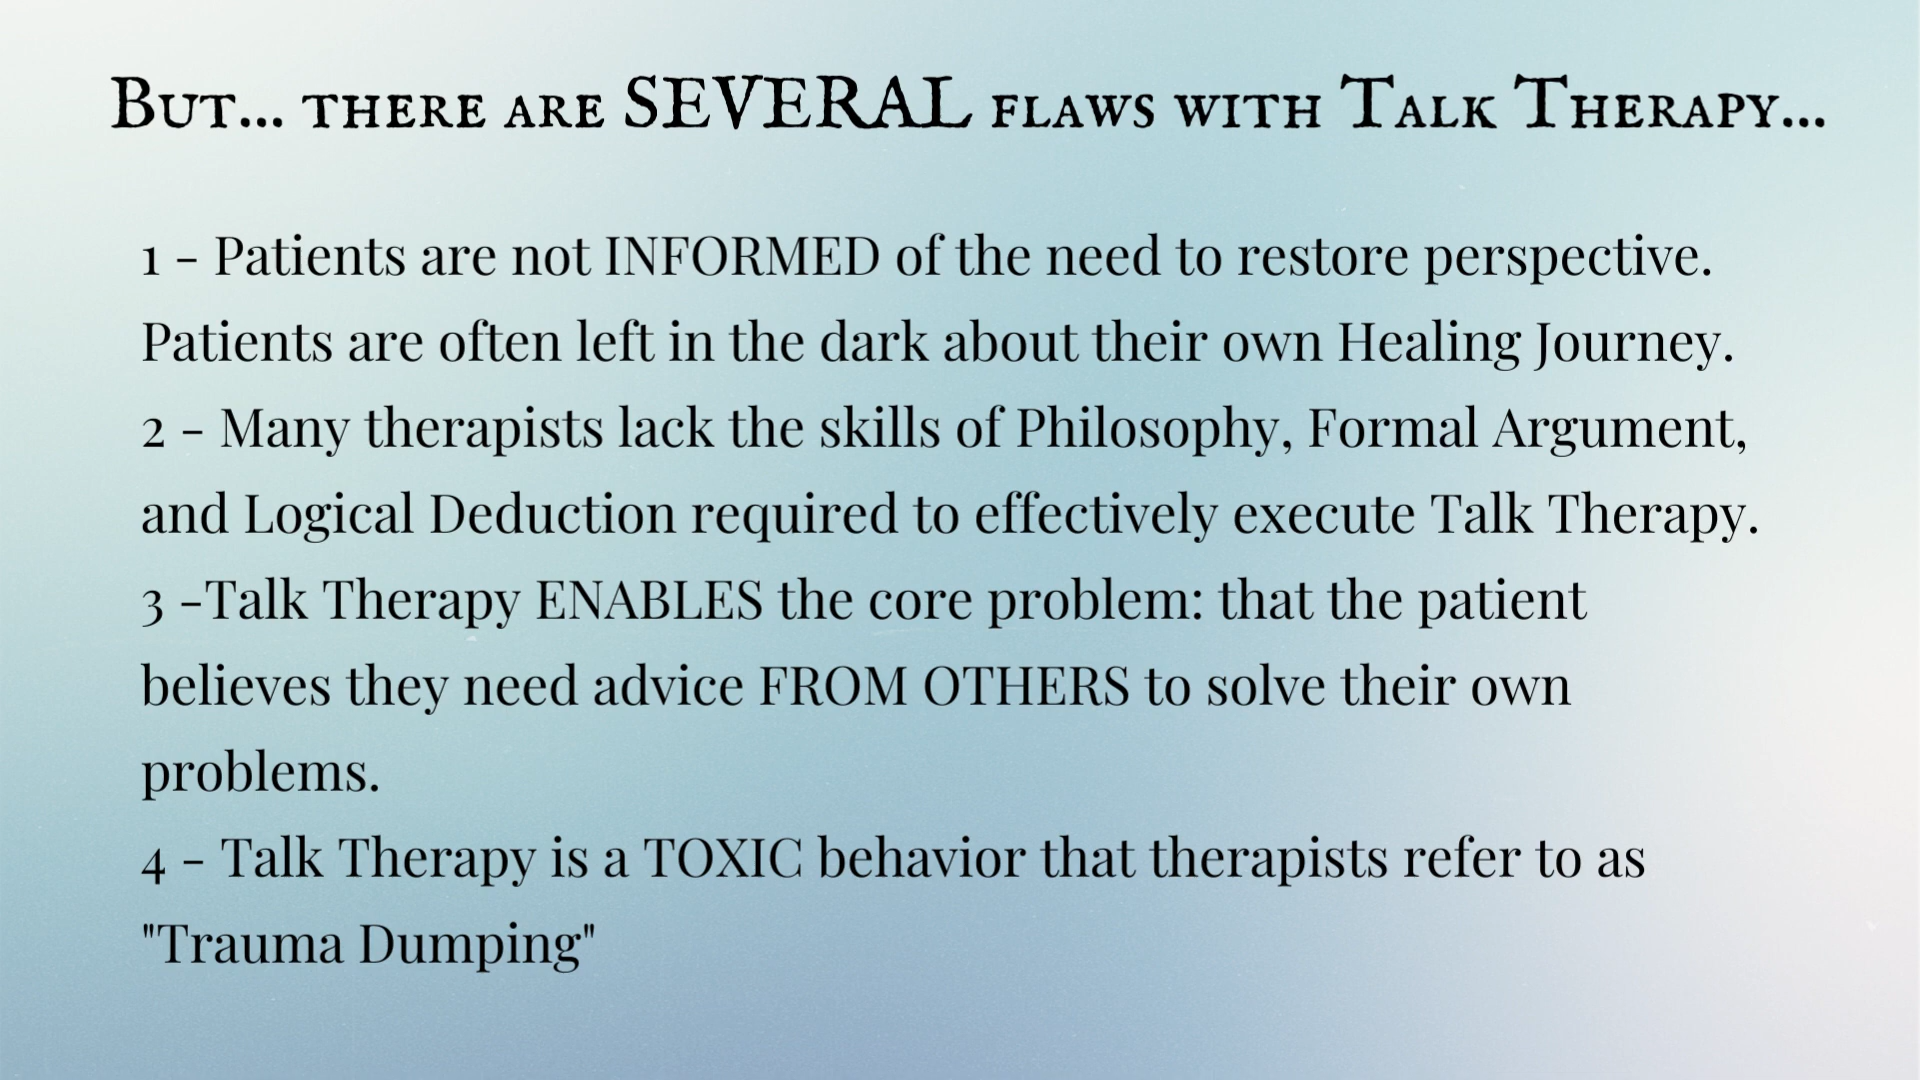 But... there are SEVERAL flaws with Talk Therapy...
1 - Patients are not INFORMED of the need to restore perspective.
Patients are often left in the dark about their own Healing Journey.
2 - Many therapists lack the skills of Philosophy, Formal Argument,
and Logical Deduction required to effectively execute Talk Therapy.
3 -Talk Therapy ENABLES the core problem: that the patient
believes they need advice FROM OTHERS to solve their own
problems.
4 - Talk Therapy is a TOXIC behavior that therapists refer to as
"Trauma Dumping"